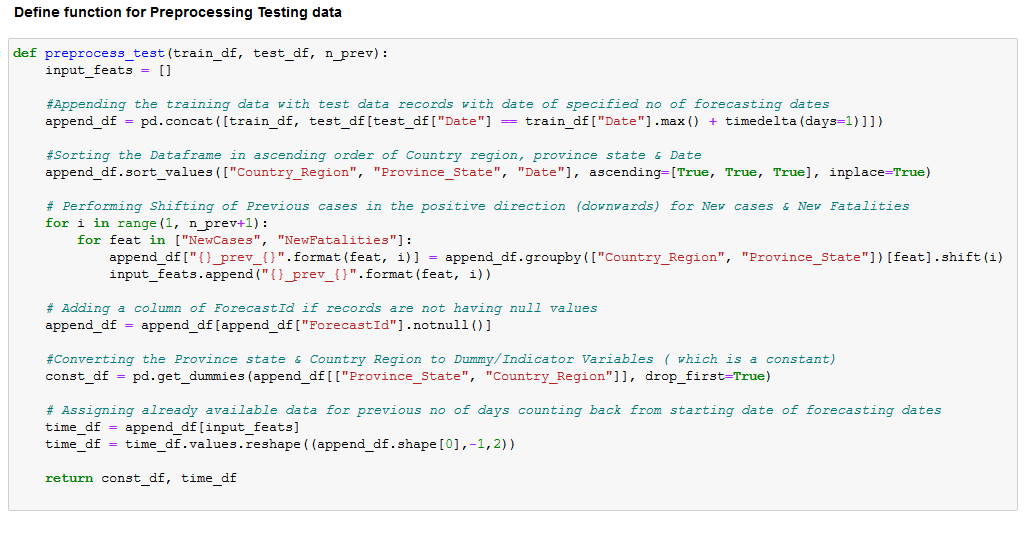 Define function for Preprocessing Testing data
def preprocess_test(train_df, test_df, n_prev):
    input_feats = []
    #Appending the training data with test data records with date of specified no of forecasting dates
    append_df = pd.concat([train_df, test_df[test_df["Date"] == train_df["Date"].max() + timedelta(days=1)]])
    #Sorting the Dataframe in ascending order of Country region, province state & Date
    append_df.sort_values(["Country_Region", "Province_State", "Date"], ascending=[True, True, True], inplace=True)
    # Performing Shifting of Previous cases in the positive direction (downwards) for New cases & New Fatalities
    for i in range(1, n_prev+1):
        for feat in ["NewCases", "NewFatalities"]:
            append_df["{}_prev_{}".format(feat, i)] = append_df.groupby(["Country_Region", "Province_State"])[feat].shift(i)
            input_feats.append("{}_prev_{}".format(feat, i))
    # Adding a column of ForecastId if records are not having null values
    append_df = append_df[append_df["ForecastId"].notnull()]
    #Converting the Province state & Country Region to Dummy/Indicator Variables ( which is a constant)
    const_df = pd.get_dummies(append_df[["Province_State", "Country_Region"]], drop_first=True)
    # Assigning already available data for previous no of days counting back from starting date of forecasting dates
    time_df = append_df[input_feats]
    time_df = time_df.values.reshape((append_df.shape[0],-1,2))
    return const_df, time_df